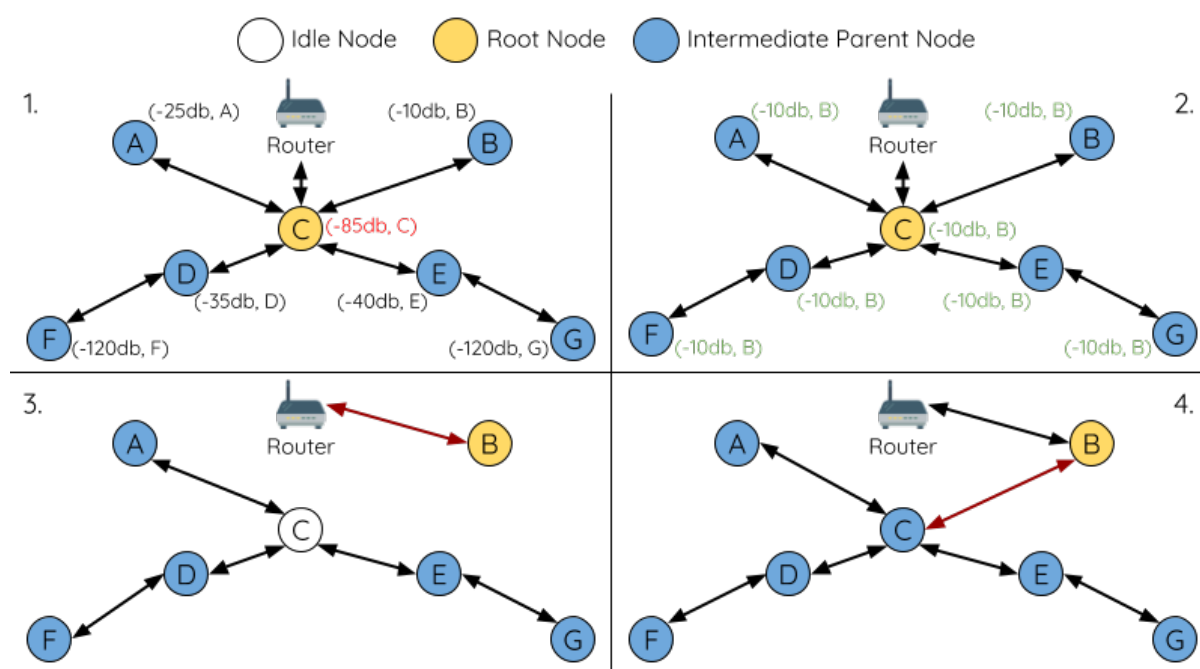 Idle Node
Root Node
Intermediate Parent Node
1.
(-25db, A)
(-10db, B)
A
Router
B
C
(-85db, C)
D
E
(-35db, D)
(-40db, E)
F
(-120db, F)
(-120db, G)
G
2.
(-10db, B)
(-10db, B)
A
Router
B
C
(-10db, B)
D
E
(-10db, B)
(-10db, B)
F
(-10db, B)
(-10db, B)
G
3.
A
Router
B
C
D
E
F
G
4.
A
Router
B
C
D
E
F
G